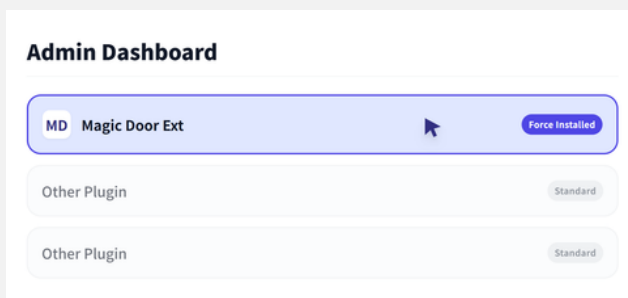 Admin Dashboard
MD Magic Door Ext Force Installed
Other Plugin Standard
Other Plugin Standard